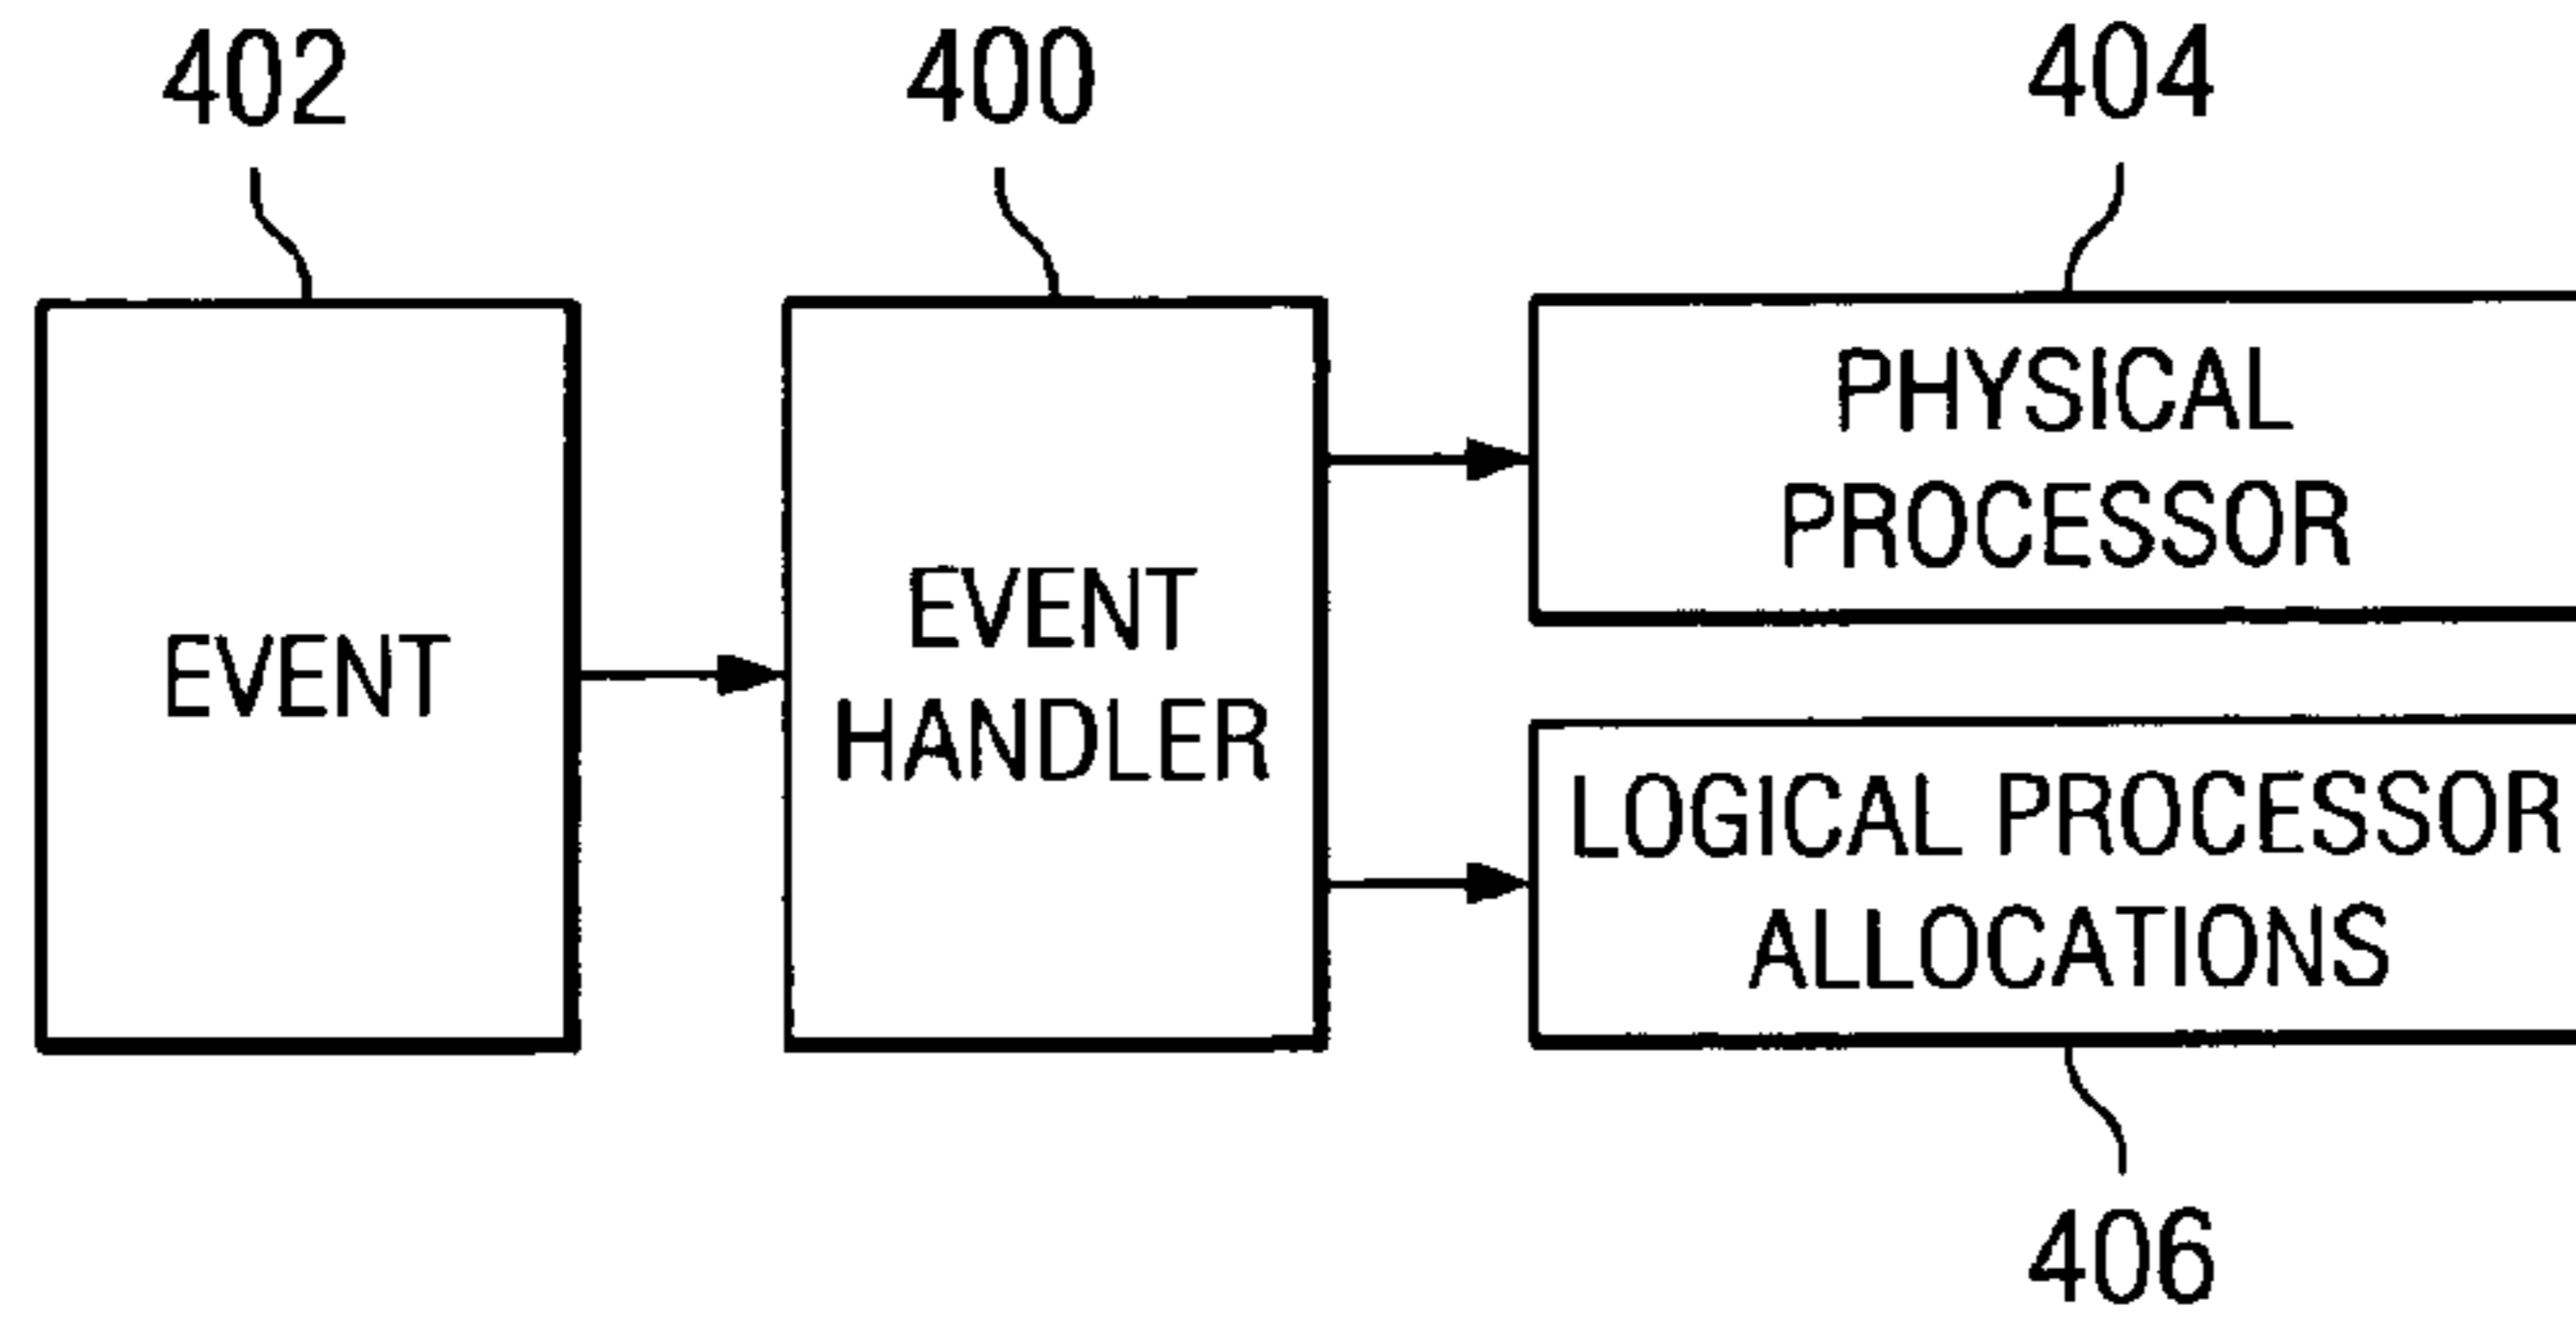 402
400
404
EVENT
EVENT
HANDLER
PHYSICAL
PROCESSOR
LOGICAL PROCESSOR
ALLOCATIONS
406